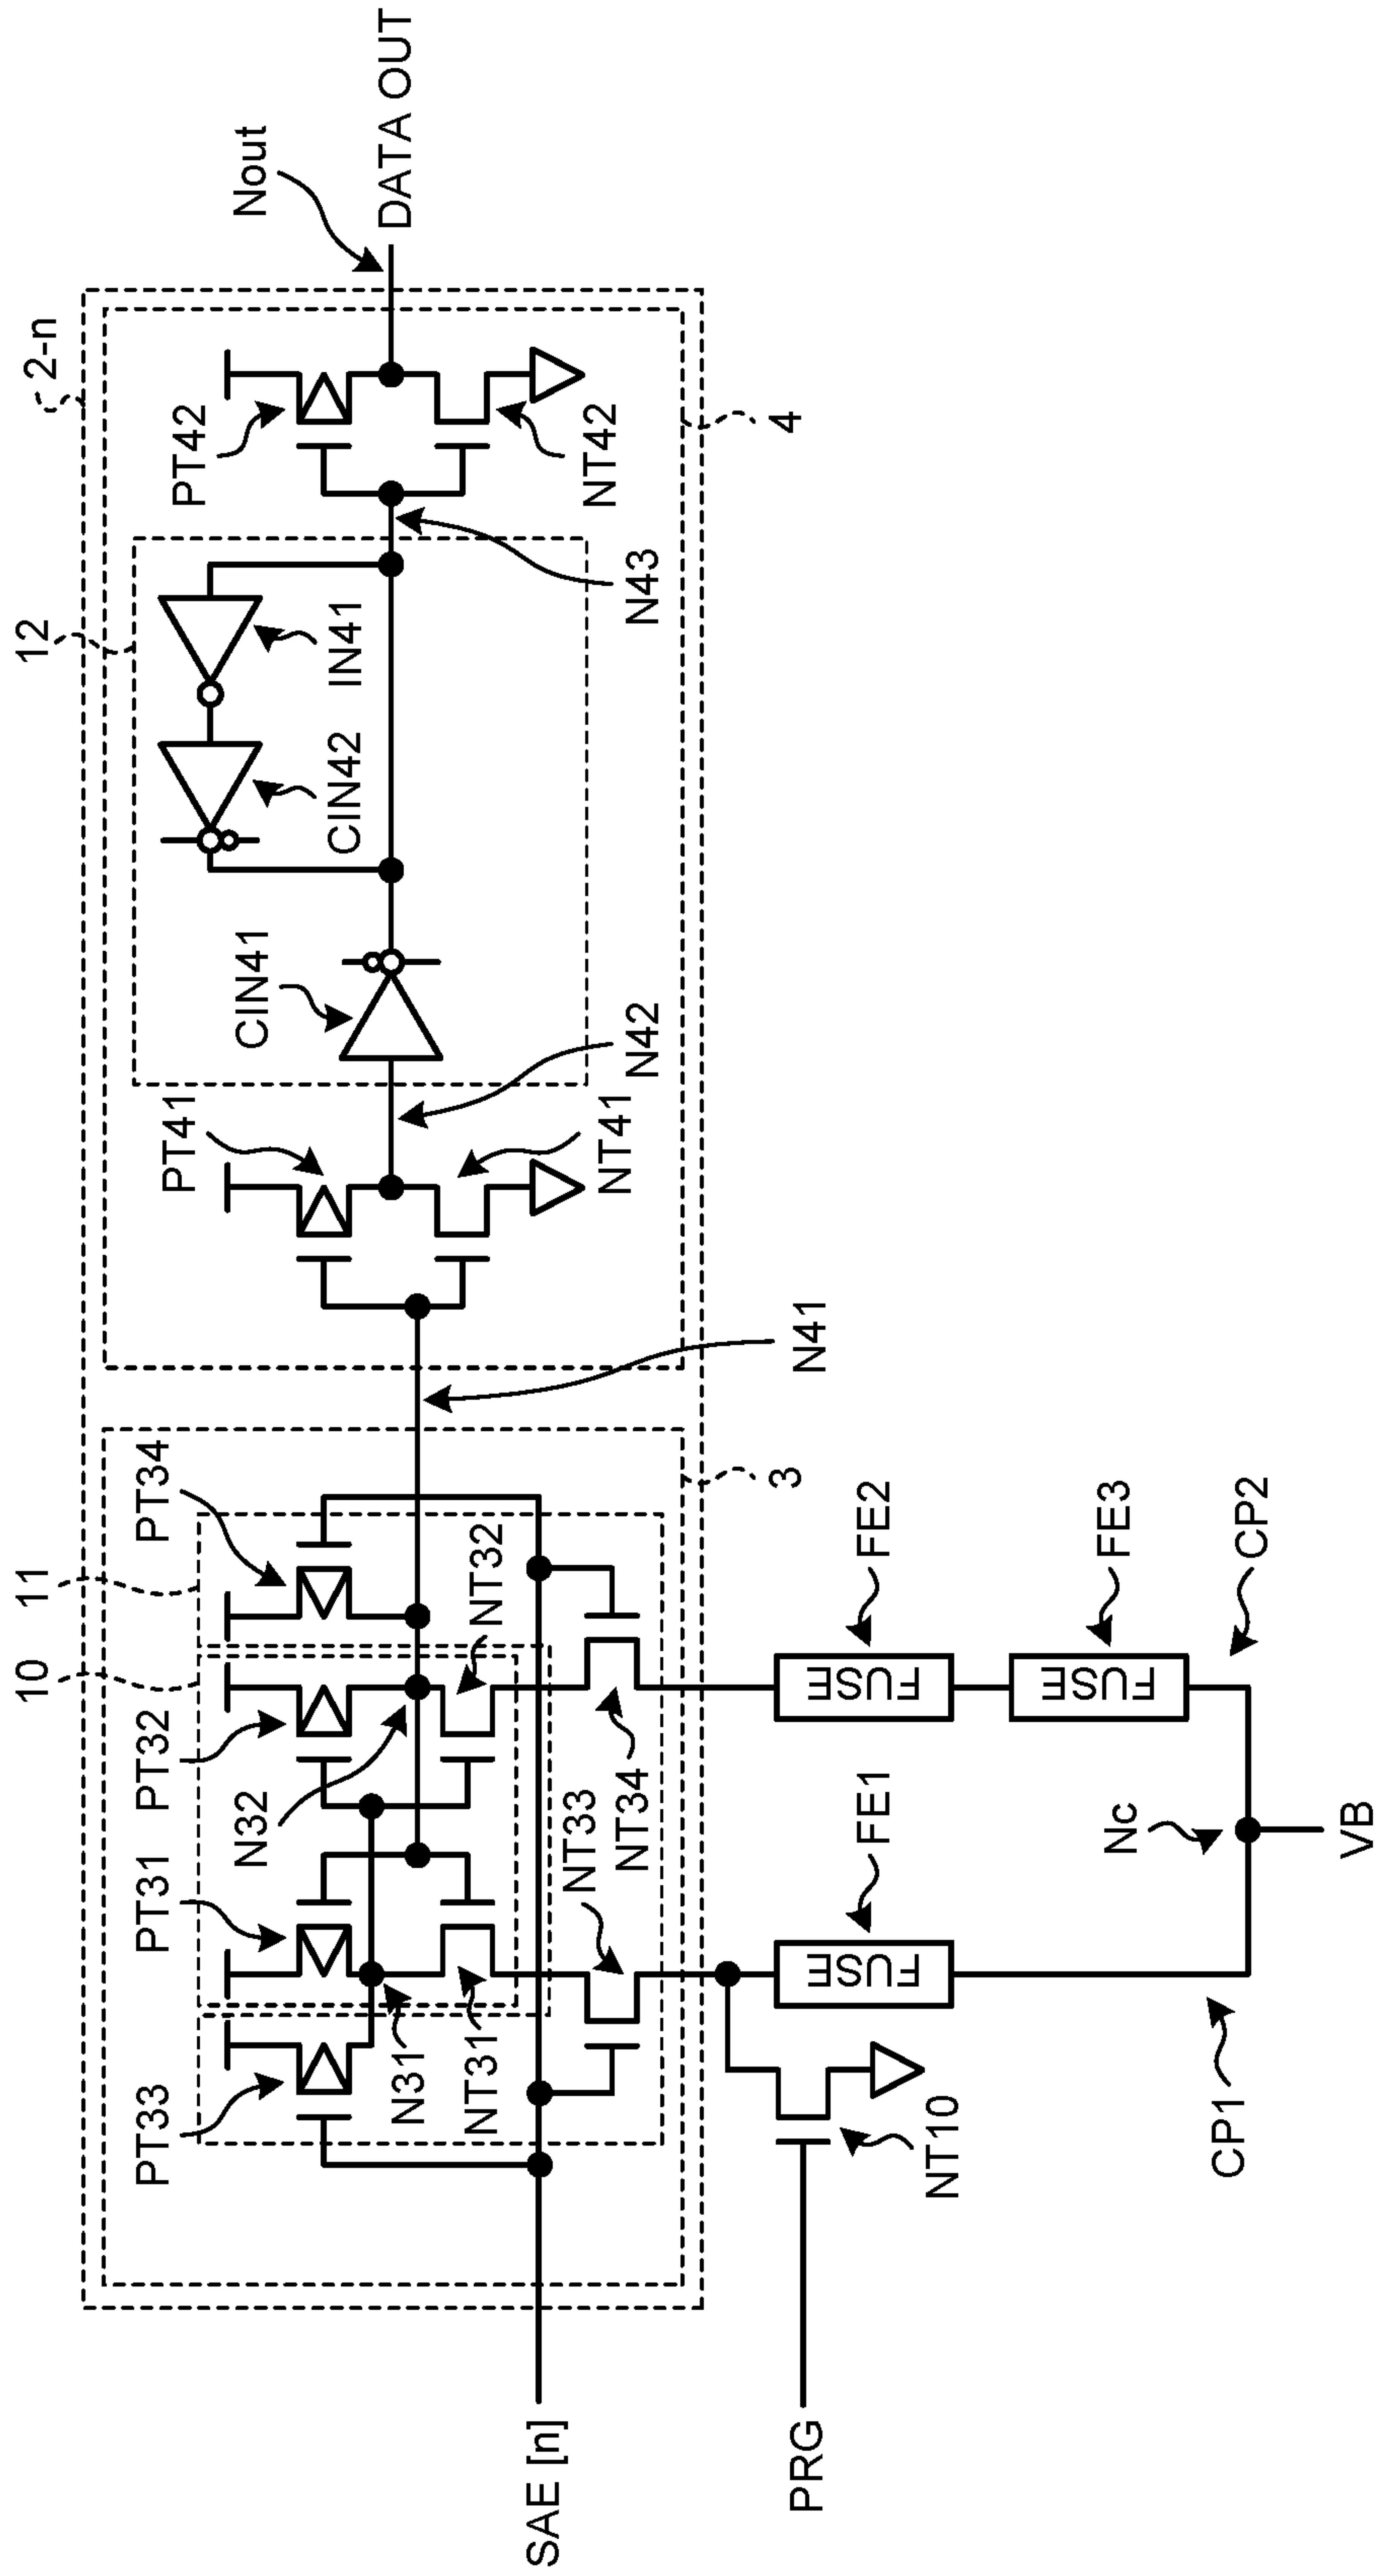 2-n
Nout
DATA OUT
PT42
NT42
4
12
IN41
CIN42
N43
CIN41
N42
PT41
NT41
N41
3
PT34
11
10
NT32
PT32
N32
PT31
NT33
NT34
PT33
N31
NT31
SAE [n]
FE2
FUSE
FE3
FUSE
CP2
FE1
FUSE
Nc
VB
CP1
NT10
PRG